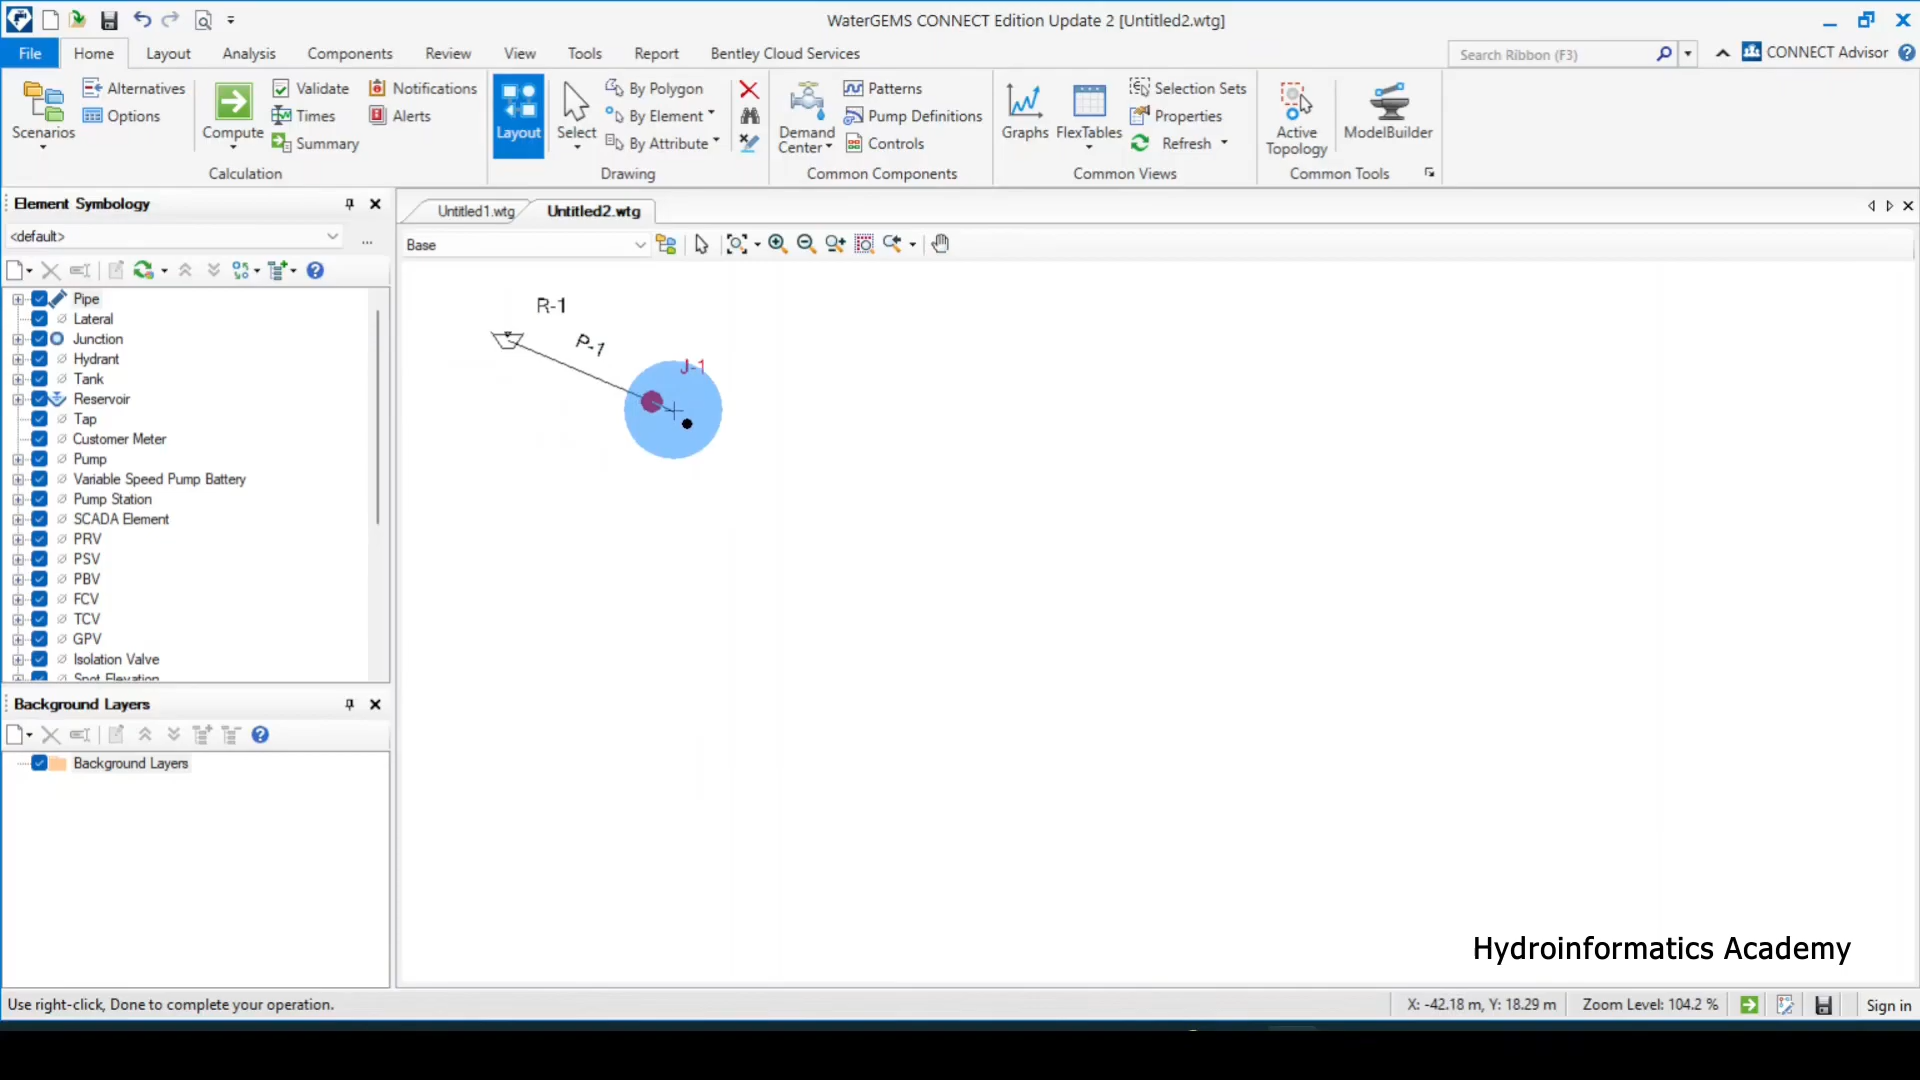 WaterGEMS CONNECT Edition Update 2 [Untitled2.wtg]
File Home Layout Analysis Components Review View Tools Report Bentley Cloud Services Search Ribbon (F3) CONNECT Advisor
Scenarios
Alternatives
Options
Compute
Validate
Times
Summary
Notifications
Alerts
Calculation
Layout
Select
By Polygon
By Element
By Attribute
Drawing
Demand Center
Patterns
Pump Definitions
Controls
Common Components
Graphs
FlexTables
Selection Sets
Properties
Refresh
Common Views
Active Topology
ModelBuilder
Common Tools
Element Symbology
<default>
...
Pipe
Lateral
Junction
Hydrant
Tank
Reservoir
Tap
Customer Meter
Pump
Variable Speed Pump Battery
Pump Station
SCADA Element
PRV
PSV
PBV
FCV
TCV
GPV
Isolation Valve
Spot Elevation
Background Layers
Background Layers
Untitled1.wtg Untitled2.wtg
Base
R-1
P-1
J-1
Hydroinformatics Academy
Use right-click, Done to complete your operation.
X: -42.18 m, Y: 18.29 m Zoom Level: 104.2 % Sign in